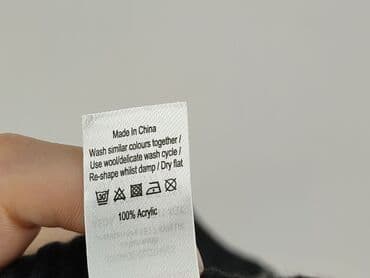 Made In China
Wash similar colours together /
Use wool/delicate wash cycle /
Re-shape whilst damp / Dry flat
30
100% Acrylic